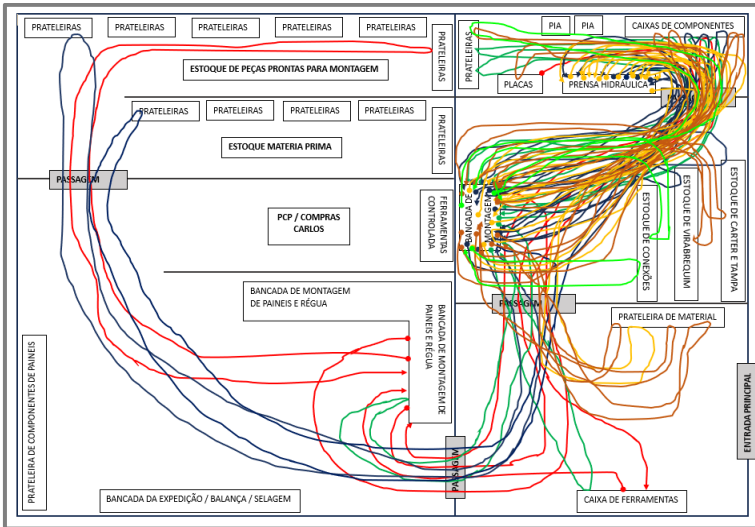 PRATELEIRAS
PRATELEIRAS
PRATELEIRAS
PRATELEIRAS
PRATELEIRAS
PRATELEIRAS
ESTOQUE DE PEÇAS PRONTAS PARA MONTAGEM
PRATELEIRAS
PRATELEIRAS
PRATELEIRAS
PRATELEIRAS
PRATELEIRAS
ESTOQUE MATERIA PRIMA
PASSAGEM
PCP / COMPRAS
CARLOS
FERRAMENTAS
CONTROLADA
BANCADA DE MONTAGEM
DE PAINEIS E RÉGUA
BANCADA DE MONTAGEM DE
PAINEIS E RÉGUA
PRATELEIRA DE COMPONENTES DE PAINEIS
BANCADA DA EXPEDIÇÃO / BALANÇA / SELAGEM
PASSAGEM
PRATELEIRAS
PIA
PIA
CAIXAS DE COMPONENTES
PLACAS
PRENSA HIDRAULICA
BANCADA DE
MONTAGEM
ESTOQUE DE CONEXÕES
ESTOQUE DE VIRABREQUIM
ESTOQUE DE CARTER E TAMPA
PASSAGEM
PRATELEIRA DE MATERIAL
ENTRADA PRINCIPAL
CAIXA DE FERRAMENTAS